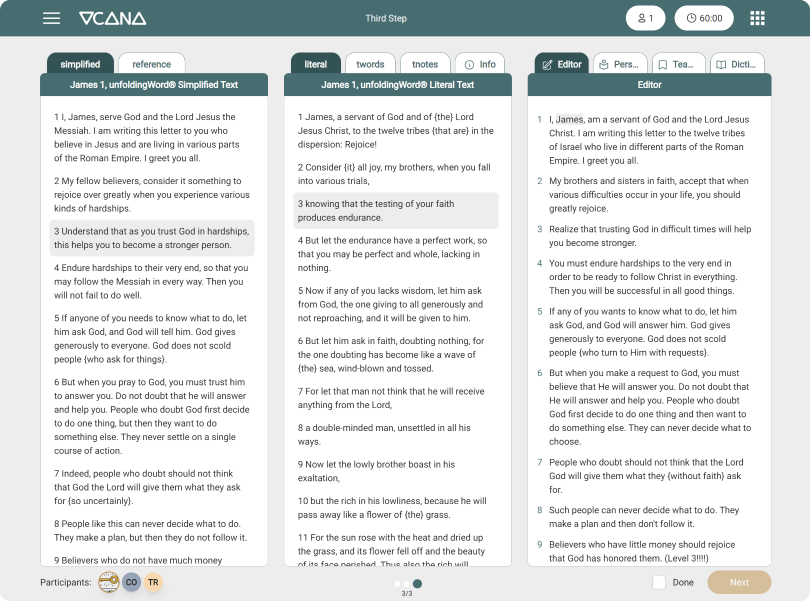 VCANA
Third Step
1
60:00
simplified
reference
James 1, unfoldingWord® Simplified Text
1 I, James, serve God and the Lord Jesus the
Messiah. I am writing this letter to you who
believe in Jesus and are living in various parts
of the Roman Empire. I greet you all.
2 My fellow believers, consider it something to
rejoice over greatly when you experience various
kinds of hardships.
3 Understand that as you trust God in hardships,
this helps you to become a stronger person.
4 Endure hardships to their very end, so that you
may follow the Messiah in every way. Then you
will not fail to do well.
5 If anyone of you needs to know what to do, let
him ask God, and God will tell him. God gives
generously to everyone. God does not scold
people {who ask for things}.
6 But when you pray to God, you must trust him
to answer you. Do not doubt that he will answer
and help you. People who doubt God first decide
to do one thing, but then they want to do
something else. They never settle on a single
course of action.
7 Indeed, people who doubt should not think
that the Lord God will give them what they ask
for {so uncertainly}.
8 People like this can never decide what to do.
They make a plan, but then they do not follow it.
9 Believers who do not have much money
literal
twords
tnotes
Info
James 1, unfoldingWord® Literal Text
1 James, a servant of God and of {the} Lord
Jesus Christ, to the twelve tribes {that are} in the
dispersion: Rejoice!
2 Consider {it} all joy, my brothers, when you fall
into various trials,
3 knowing that the testing of your faith
produces endurance.
4 But let the endurance have a perfect work, so
that you may be perfect and whole, lacking in
nothing.
5 Now if any of you lacks wisdom, let him ask
from God, the one giving to all generously and
not reproaching, and it will be given to him.
6 But let him ask in faith, doubting nothing, for
the one doubting has become like a wave of
{the} sea, wind-blown and tossed.
7 For let that man not think that he will receive
anything from the Lord,
8 a double-minded man, unsettled in all his
ways.
9 Now let the lowly brother boast in his
exaltation,
10 but the rich in his lowliness, because he will
pass away like a flower of {the} grass.
11 For the sun rose with the heat and dried up
the grass, and its flower fell off and the beauty
of its face perished. Thus also the rich will
Editor
Pers...
Tea...
Dicti...
Editor
1 I, James, am a servant of God and the Lord Jesus
Christ. I am writing this letter to the twelve tribes
of Israel who live in different parts of the Roman
Empire. I greet you all.
2 My brothers and sisters in faith, accept that when
various difficulties occur in your life, you should
greatly rejoice.
3 Realize that trusting God in difficult times will help
you become stronger.
4 You must endure hardships to the very end in
order to be ready to follow Christ in everything.
Then you will be successful in all good things.
5 If any of you wants to know what to do, let him
ask God, and God will answer him. God gives
generously to everyone. God does not scold
people {who turn to Him with requests}.
6 But when you make a request to God, you must
believe that He will answer you. Do not doubt that
He will answer and help you. People who doubt
God first decide to do one thing and then want to
do something else. They can never decide what to
choose.
7 People who doubt should not think that the Lord
God will give them what they {without faith} ask
for.
8 Such people can never decide what to do. They
make a plan and then don't follow it.
9 Believers who have little money should rejoice
that God has honored them. (Level 3!!!!)
Participants:
CO
TR
3/3
Done
Next